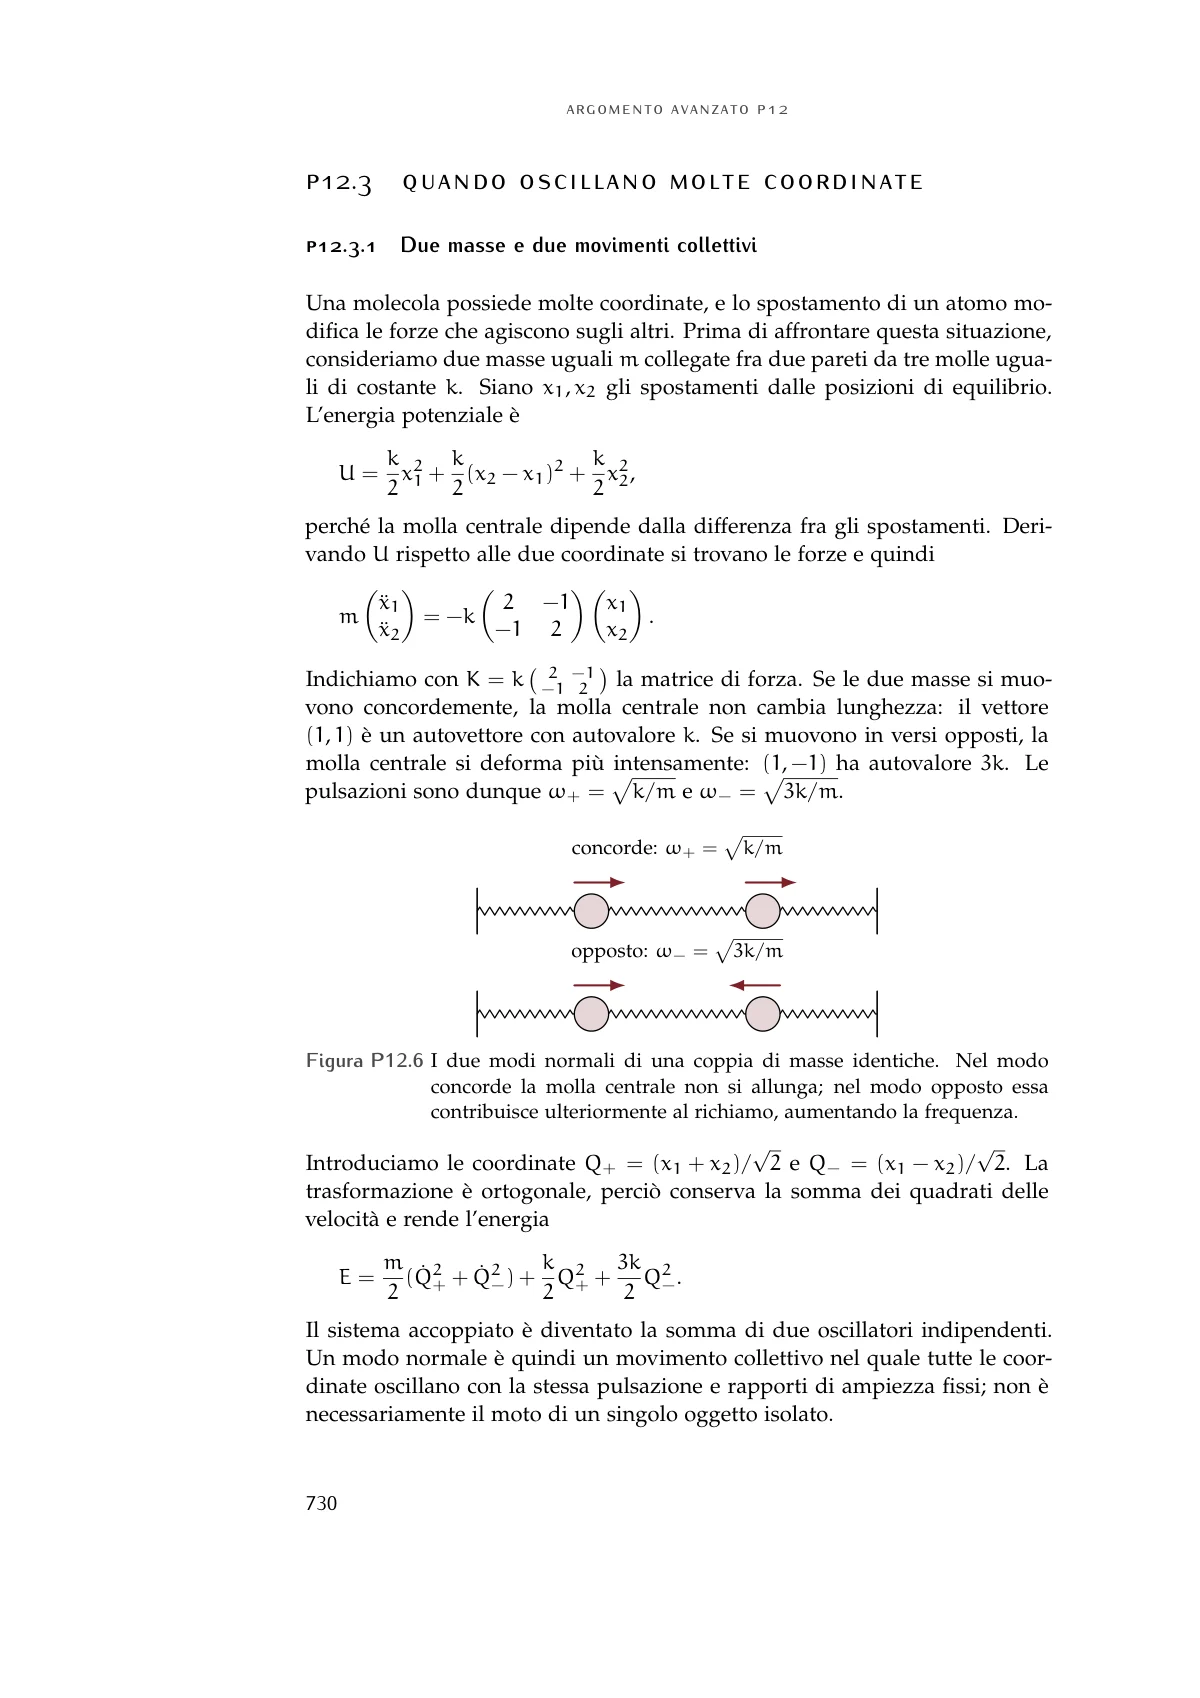 ARGOMENTO AVANZATO P12
P12.3 QUANDO OSCILLANO MOLTE COORDINATE
P12.3.1 Due masse e due movimenti collettivi
Una molecola possiede molte coordinate, e lo spostamento di un atomo mo-
difica le forze che agiscono sugli altri. Prima di affrontare questa situazione,
consideriamo due masse uguali m collegate fra due pareti da tre molle ugua-
li di costante k. Siano x₁, x₂ gli spostamenti dalle posizioni di equilibrio.
L'energia potenziale è
U = k/2 x₁² + k/2 (x₂ − x₁)² + k/2 x₂²,
perché la molla centrale dipende dalla differenza fra gli spostamenti. Deri-
vando U rispetto alle due coordinate si trovano le forze e quindi
m (ẍ₁ ẍ₂) = −k (2 −1 −1 2) (x₁ x₂) .
Indichiamo con K = k (2 −1 −1 2) la matrice di forza. Se le due masse si muo-
vono concordemente, la molla centrale non cambia lunghezza: il vettore
(1, 1) è un autovettore con autovalore k. Se si muovono in versi opposti, la
molla centrale si deforma più intensamente: (1, −1) ha autovalore 3k. Le
pulsazioni sono dunque ω₊ = √k/m e ω₋ = √3k/m.
concorde: ω₊ = √k/m
opposto: ω₋ = √3k/m
Figura P12.6 I due modi normali di una coppia di masse identiche. Nel modo
concorde la molla centrale non si allunga; nel modo opposto essa
contribuisce ulteriormente al richiamo, aumentando la frequenza.
Introduciamo le coordinate Q₊ = (x₁ + x₂)/√2 e Q₋ = (x₁ − x₂)/√2. La
trasformazione è ortogonale, perciò conserva la somma dei quadrati delle
velocità e rende l'energia
E = m/2 (Q̇₊² + Q̇₋²) + k/2 Q₊² + 3k/2 Q₋².
Il sistema accoppiato è diventato la somma di due oscillatori indipendenti.
Un modo normale è quindi un movimento collettivo nel quale tutte le coor-
dinate oscillano con la stessa pulsazione e rapporti di ampiezza fissi; non è
necessariamente il moto di un singolo oggetto isolato.
730